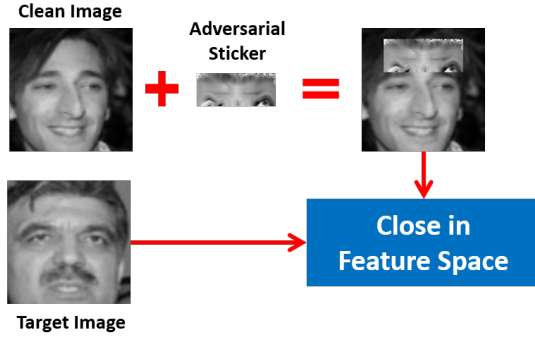 Clean Image
Adversarial
Sticker
+
=
Close in
Feature Space
Target Image